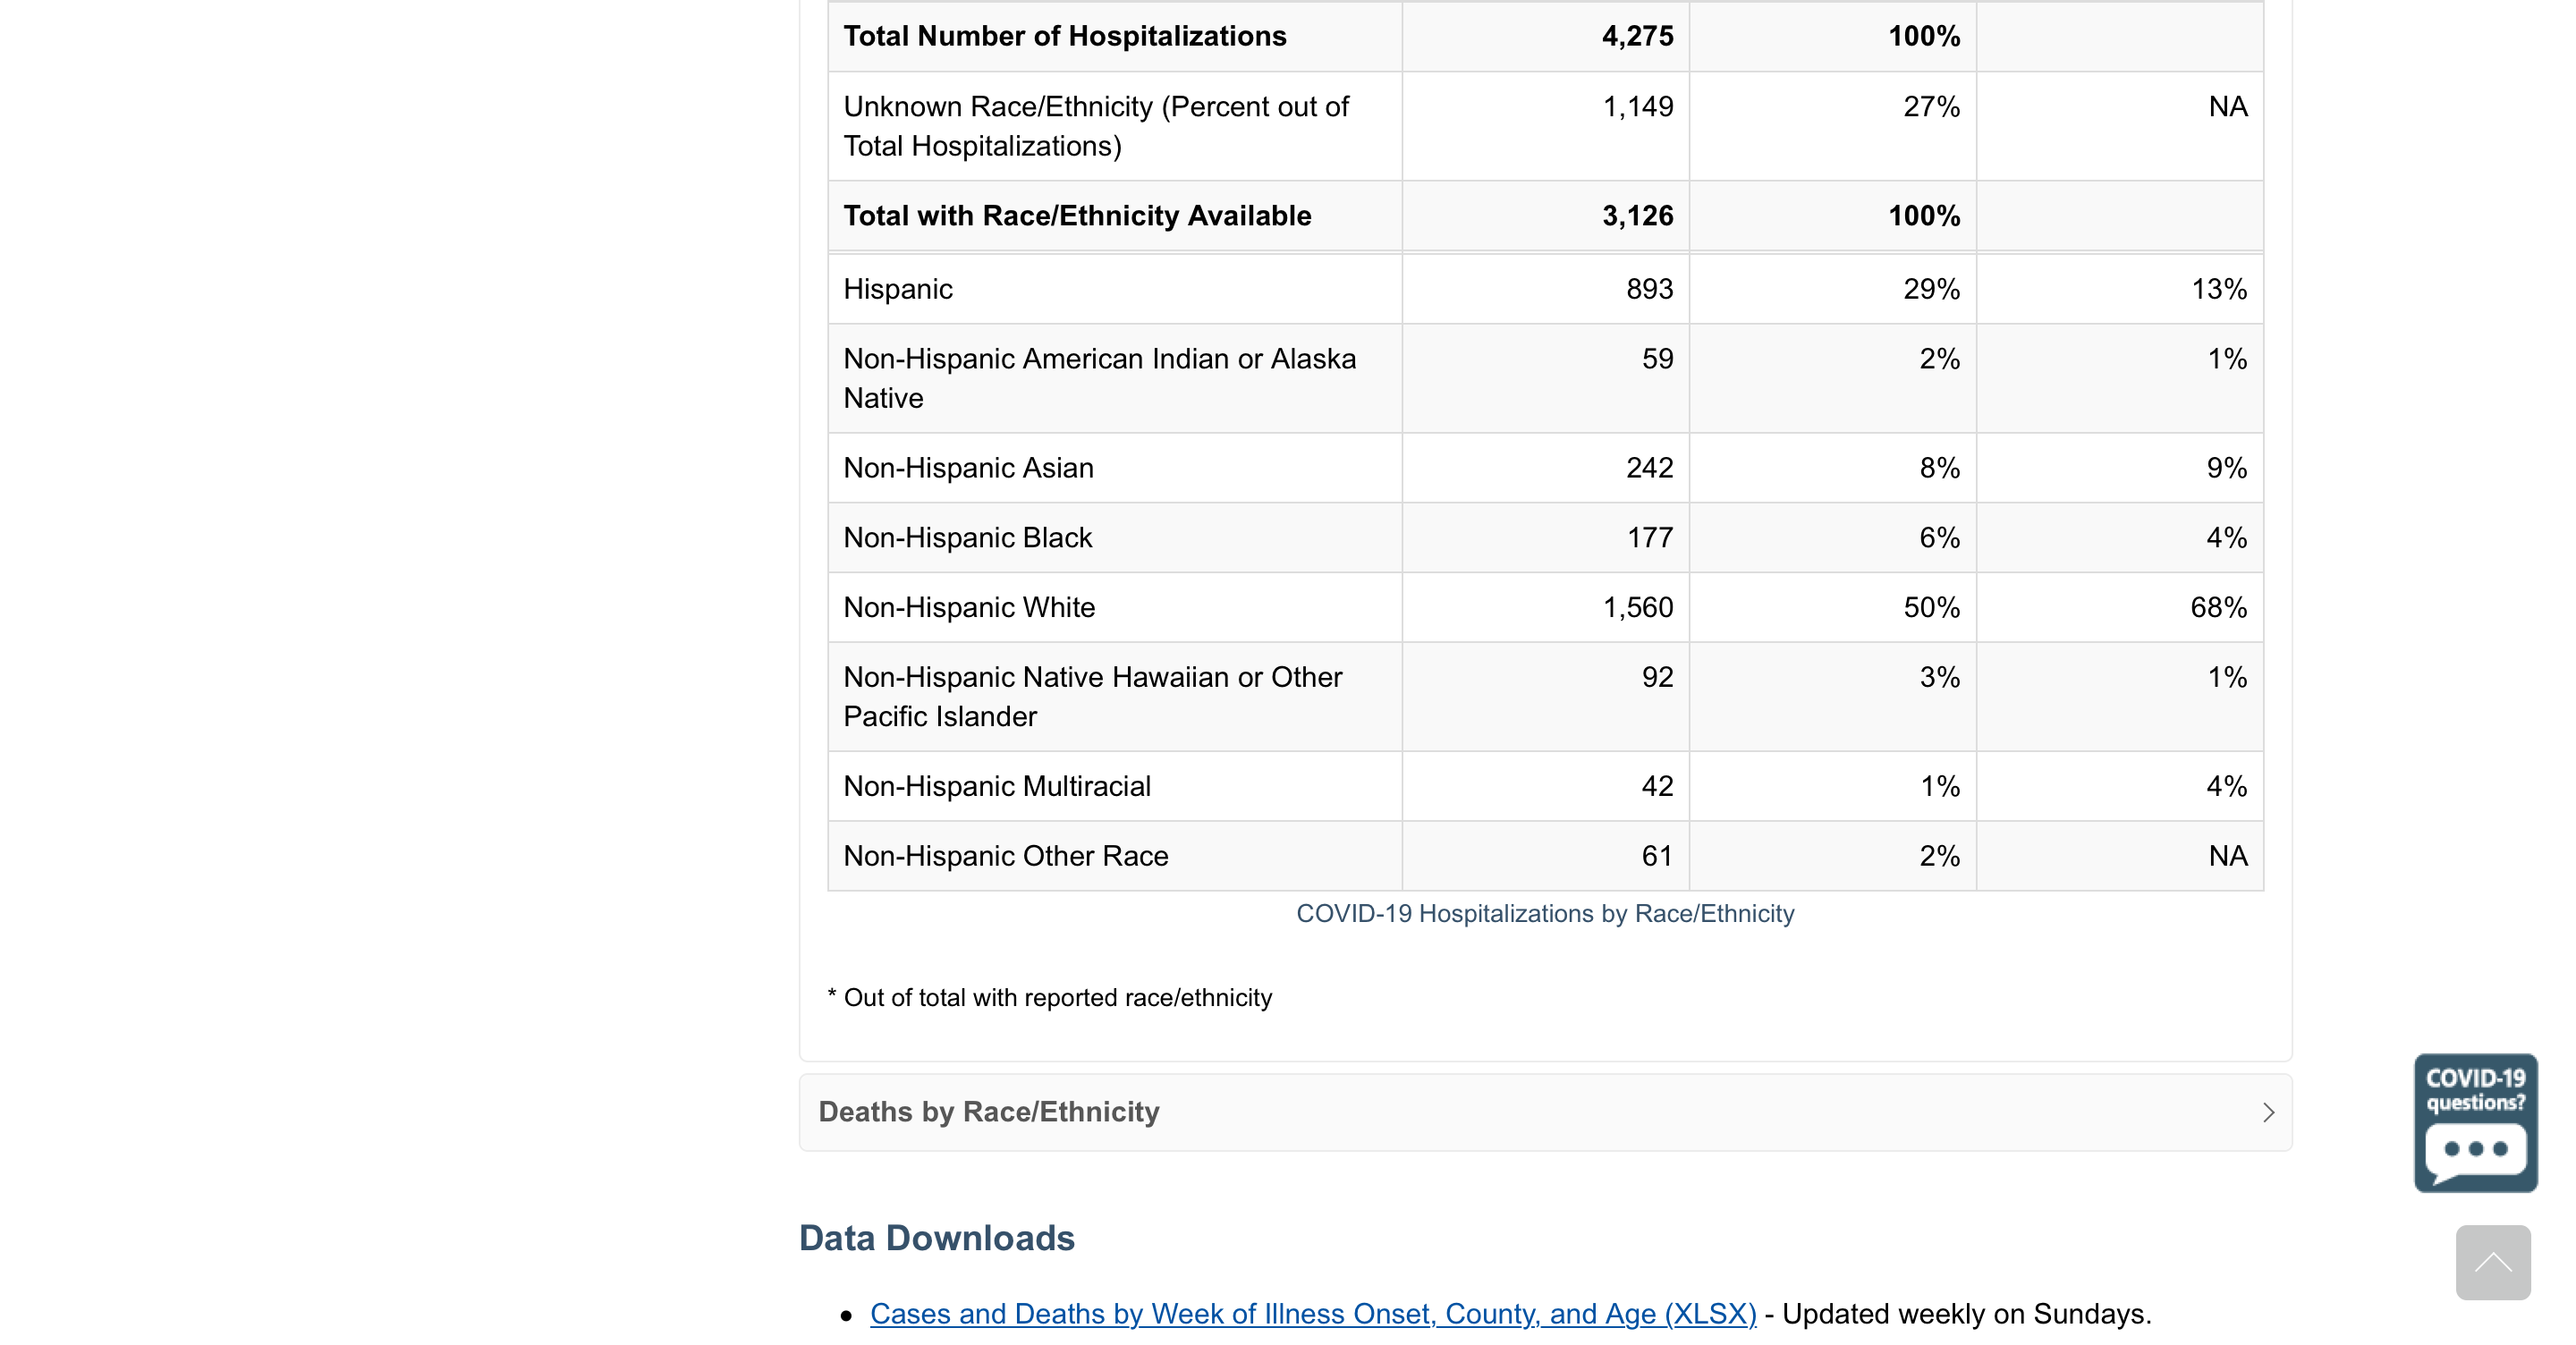 Total Number of Hospitalizations 4,275 100%
Unknown Race/Ethnicity (Percent out of 1,149 27% NA
Total Hospitalizations)
Total with Race/Ethnicity Available 3,126 100%
Hispanic 893 29% 13%
Non-Hispanic American Indian or Alaska 59 2% 1%
Native
Non-Hispanic Asian 242 8% 9%
Non-Hispanic Black 177 6% 4%
Non-Hispanic White 1,560 50% 68%
Non-Hispanic Native Hawaiian or Other 92 3% 1%
Pacific Islander
Non-Hispanic Multiracial 42 1% 4%
Non-Hispanic Other Race 61 2% NA
COVID-19 Hospitalizations by Race/Ethnicity
* Out of total with reported race/ethnicity
Deaths by Race/Ethnicity
COVID-19
questions?
Data Downloads
• Cases and Deaths by Week of Illness Onset, County, and Age (XLSX) - Updated weekly on Sundays.